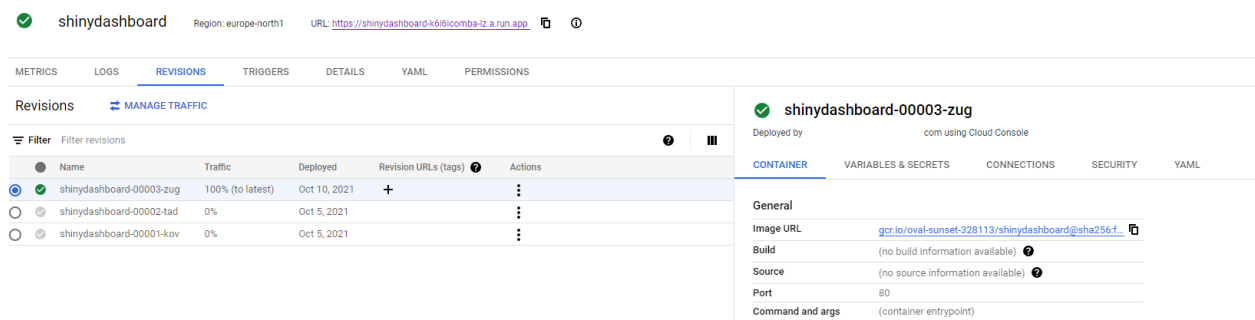 shinydashboard Region: europe-north1 URL: https://shinydashboard-k6i6icomba-lz.a.run.app
METRICS LOGS REVISIONS TRIGGERS DETAILS YAML PERMISSIONS
Revisions MANAGE TRAFFIC
Filter Filter revisions
Name Traffic Deployed Revision URLs (tags) Actions
shinydashboard-00003-zug 100% (to latest) Oct 10, 2021
shinydashboard-00002-tad 0% Oct 5, 2021
shinydashboard-00001-kov 0% Oct 5, 2021
shinydashboard-00003-zug
Deployed by com using Cloud Console
CONTAINER VARIABLES & SECRETS CONNECTIONS SECURITY YAML
General
Image URL gcr.io/oval-sunset-328113/shinydashboard@sha256:f...
Build (no build information available)
Source (no source information available)
Port 80
Command and args (container entrypoint)